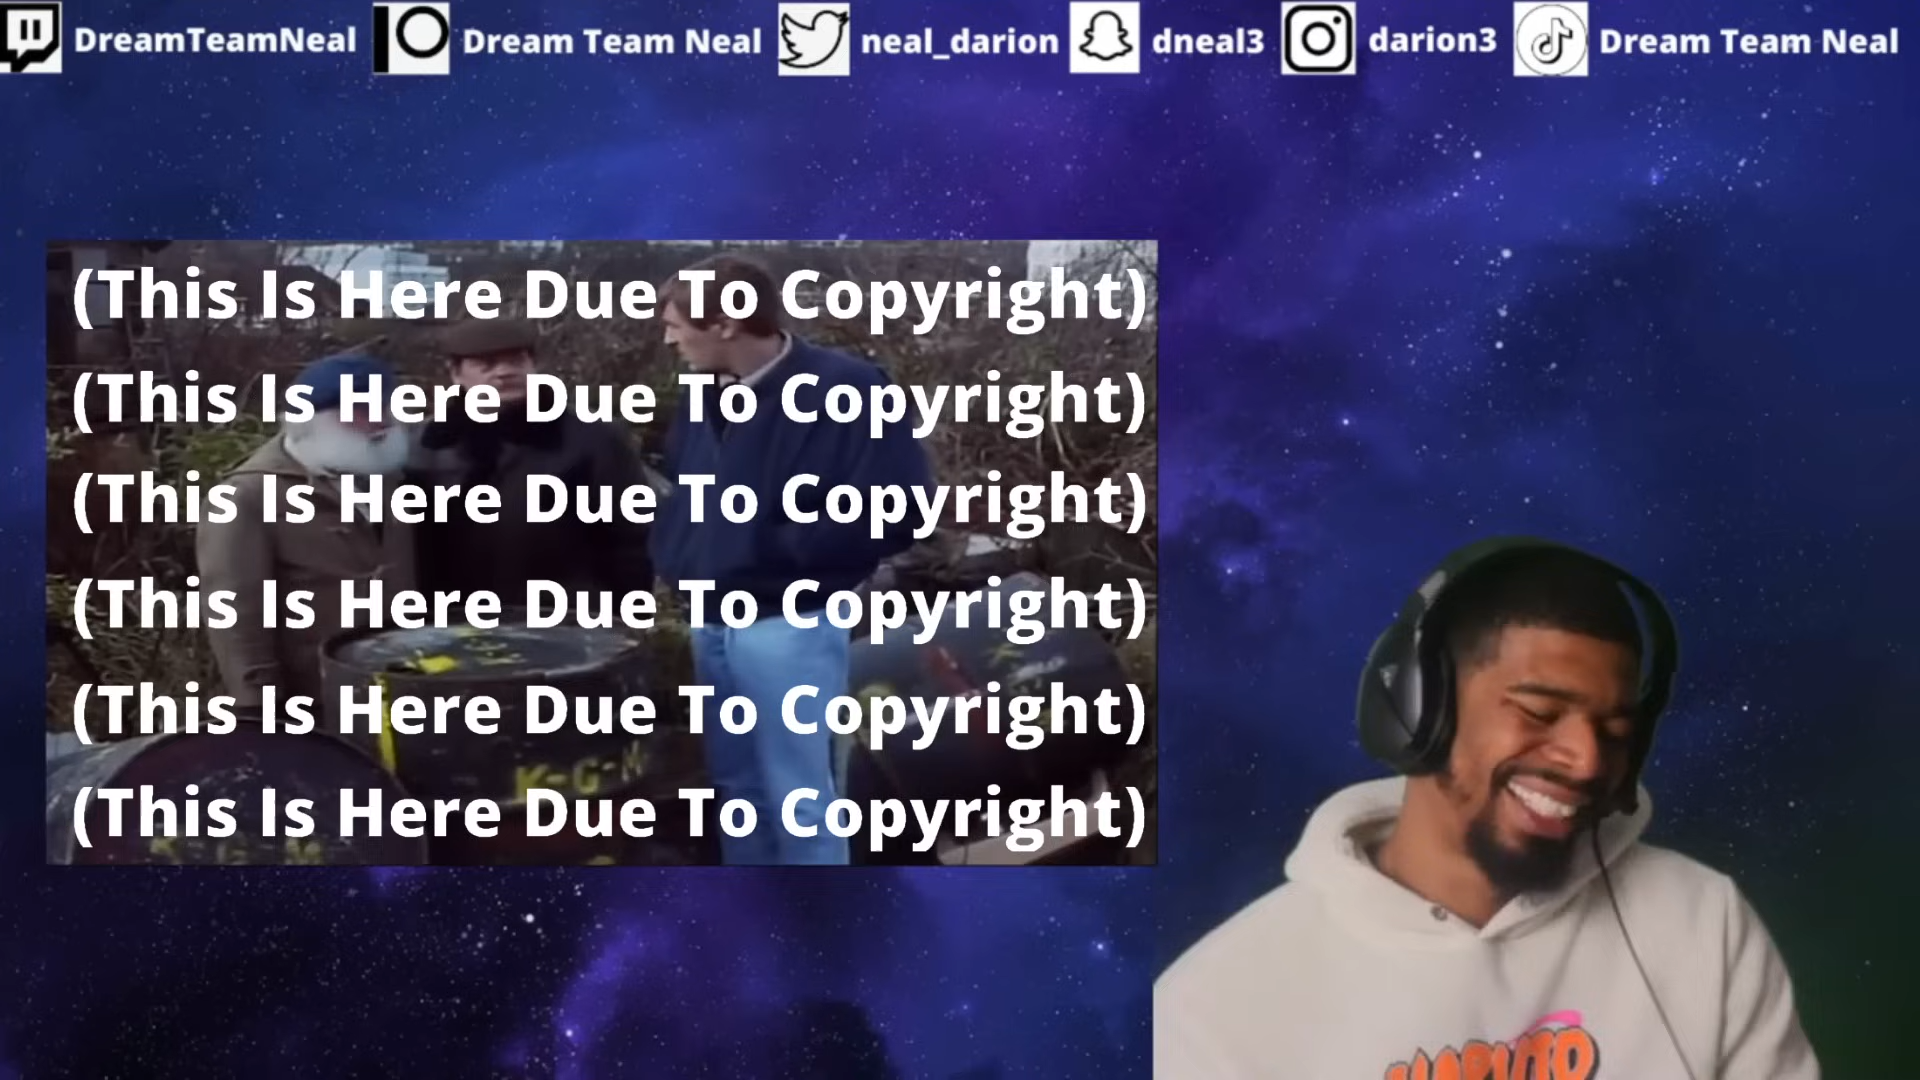 DreamTeamNeal Dream Team Neal neal_darion dneal3 darion3 Dream Team Neal
(This Is Here Due To Copyright)
(This Is Here Due To Copyright)
(This Is Here Due To Copyright)
(This Is Here Due To Copyright)
(This Is Here Due To Copyright)
K-G-N
(This Is Here Due To Copyright)
NARUTO